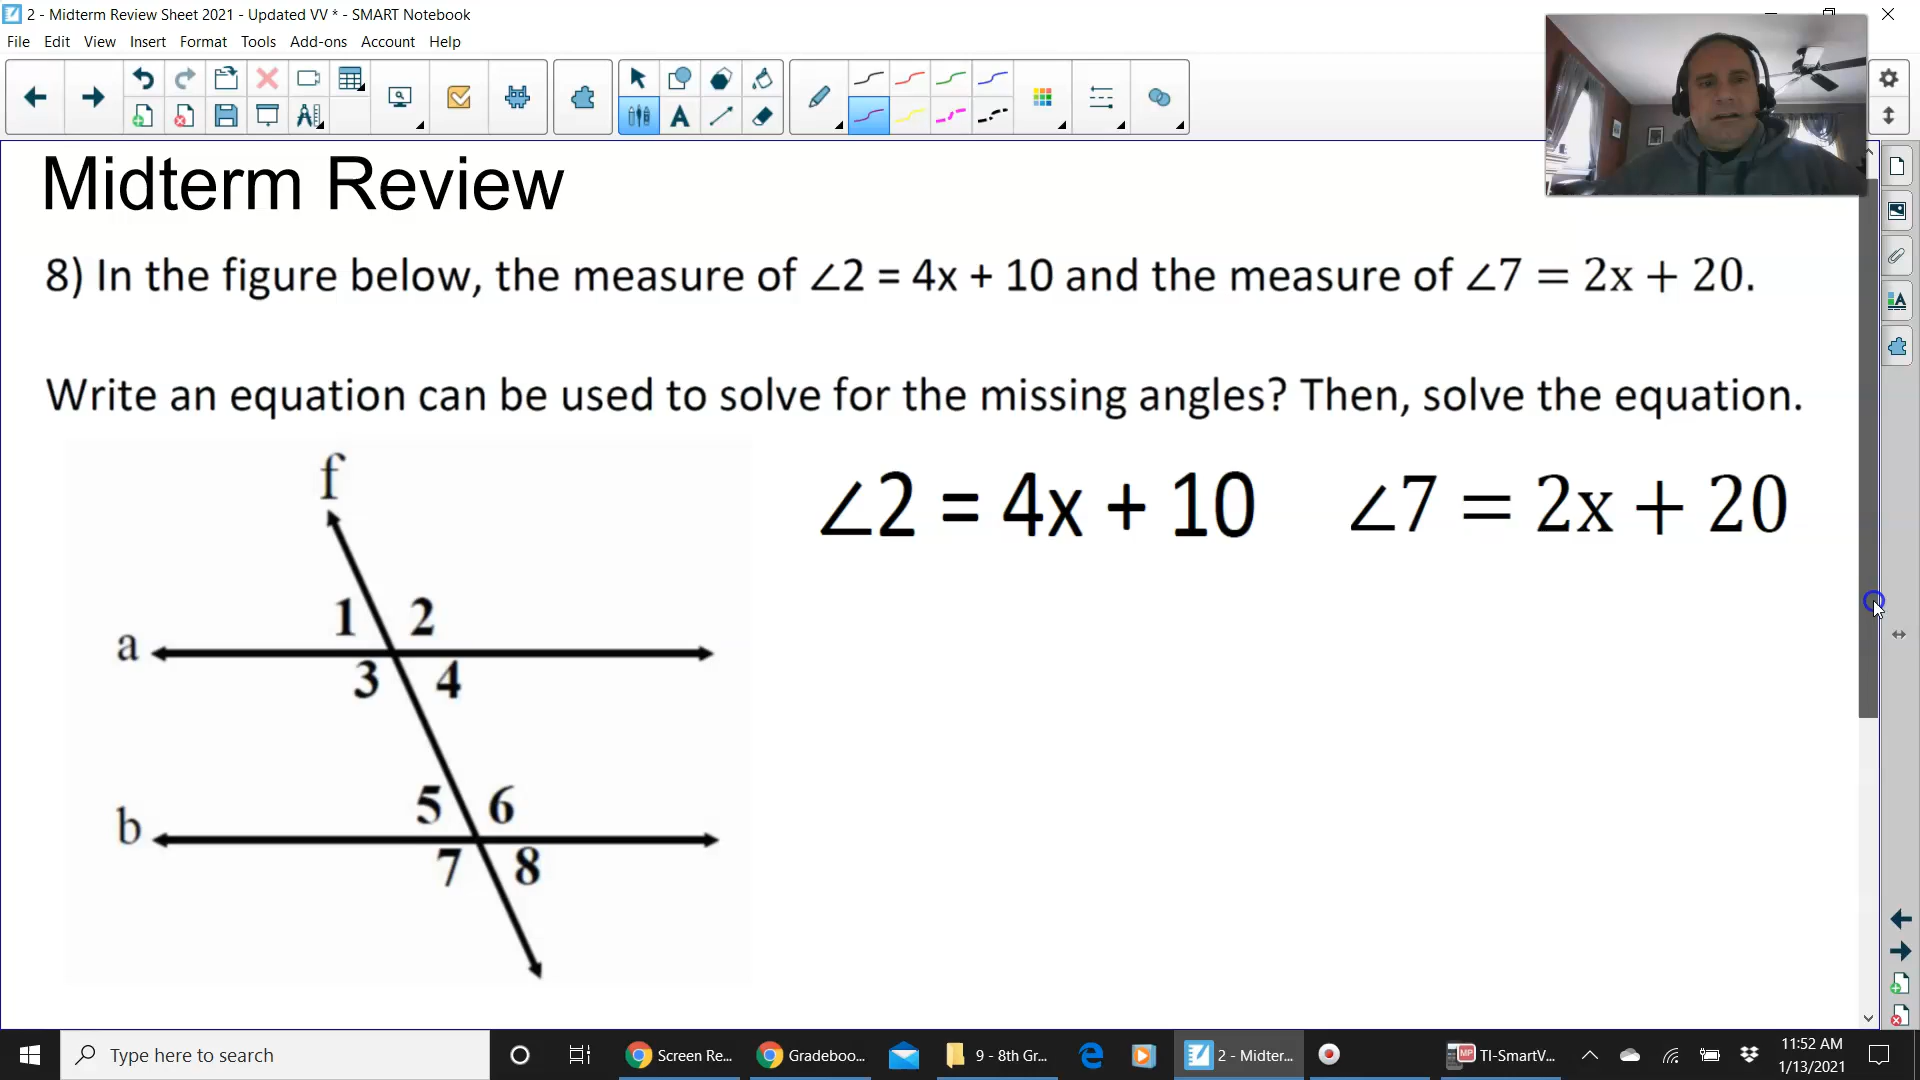 2 - Midterm Review Sheet 2021 - Updated VV * - SMART Notebook
File Edit View Insert Format Tools Add-ons Account Help
Midterm Review
8) In the figure below, the measure of ∠2 = 4x + 10 and the measure of ∠7 = 2x + 20.
Write an equation can be used to solve for the missing angles? Then, solve the equation.
∠2 = 4x + 10 ∠7 = 2x + 20
f
1 2
a
3 4
5 6
b
7 8
Type here to search
Screen Re...
Gradeboo...
9 - 8th Gr...
2 - Midter...
TI-SmartV...
11:52 AM
1/13/2021